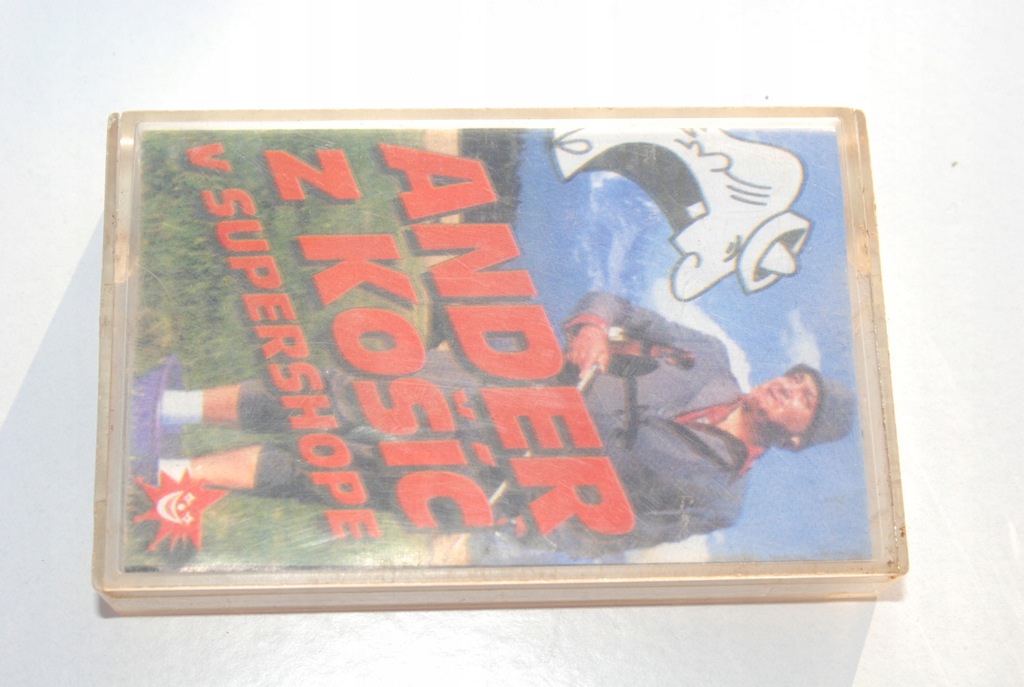 ANDER
Z KOŠÍC
V SUPERSHOPE